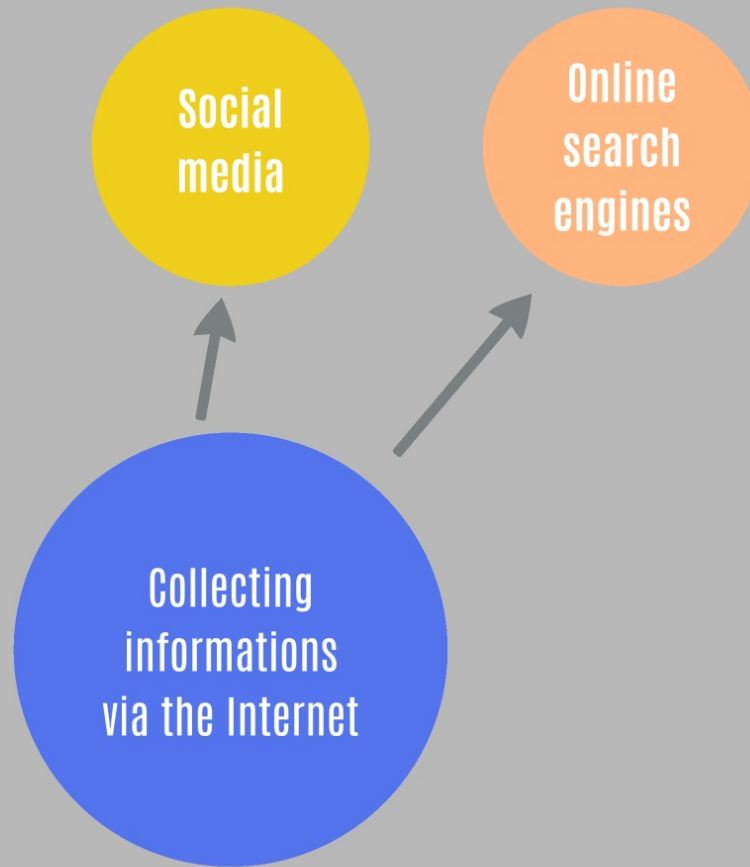 Social
media
Online
search
engines
Collecting
informations
via the Internet